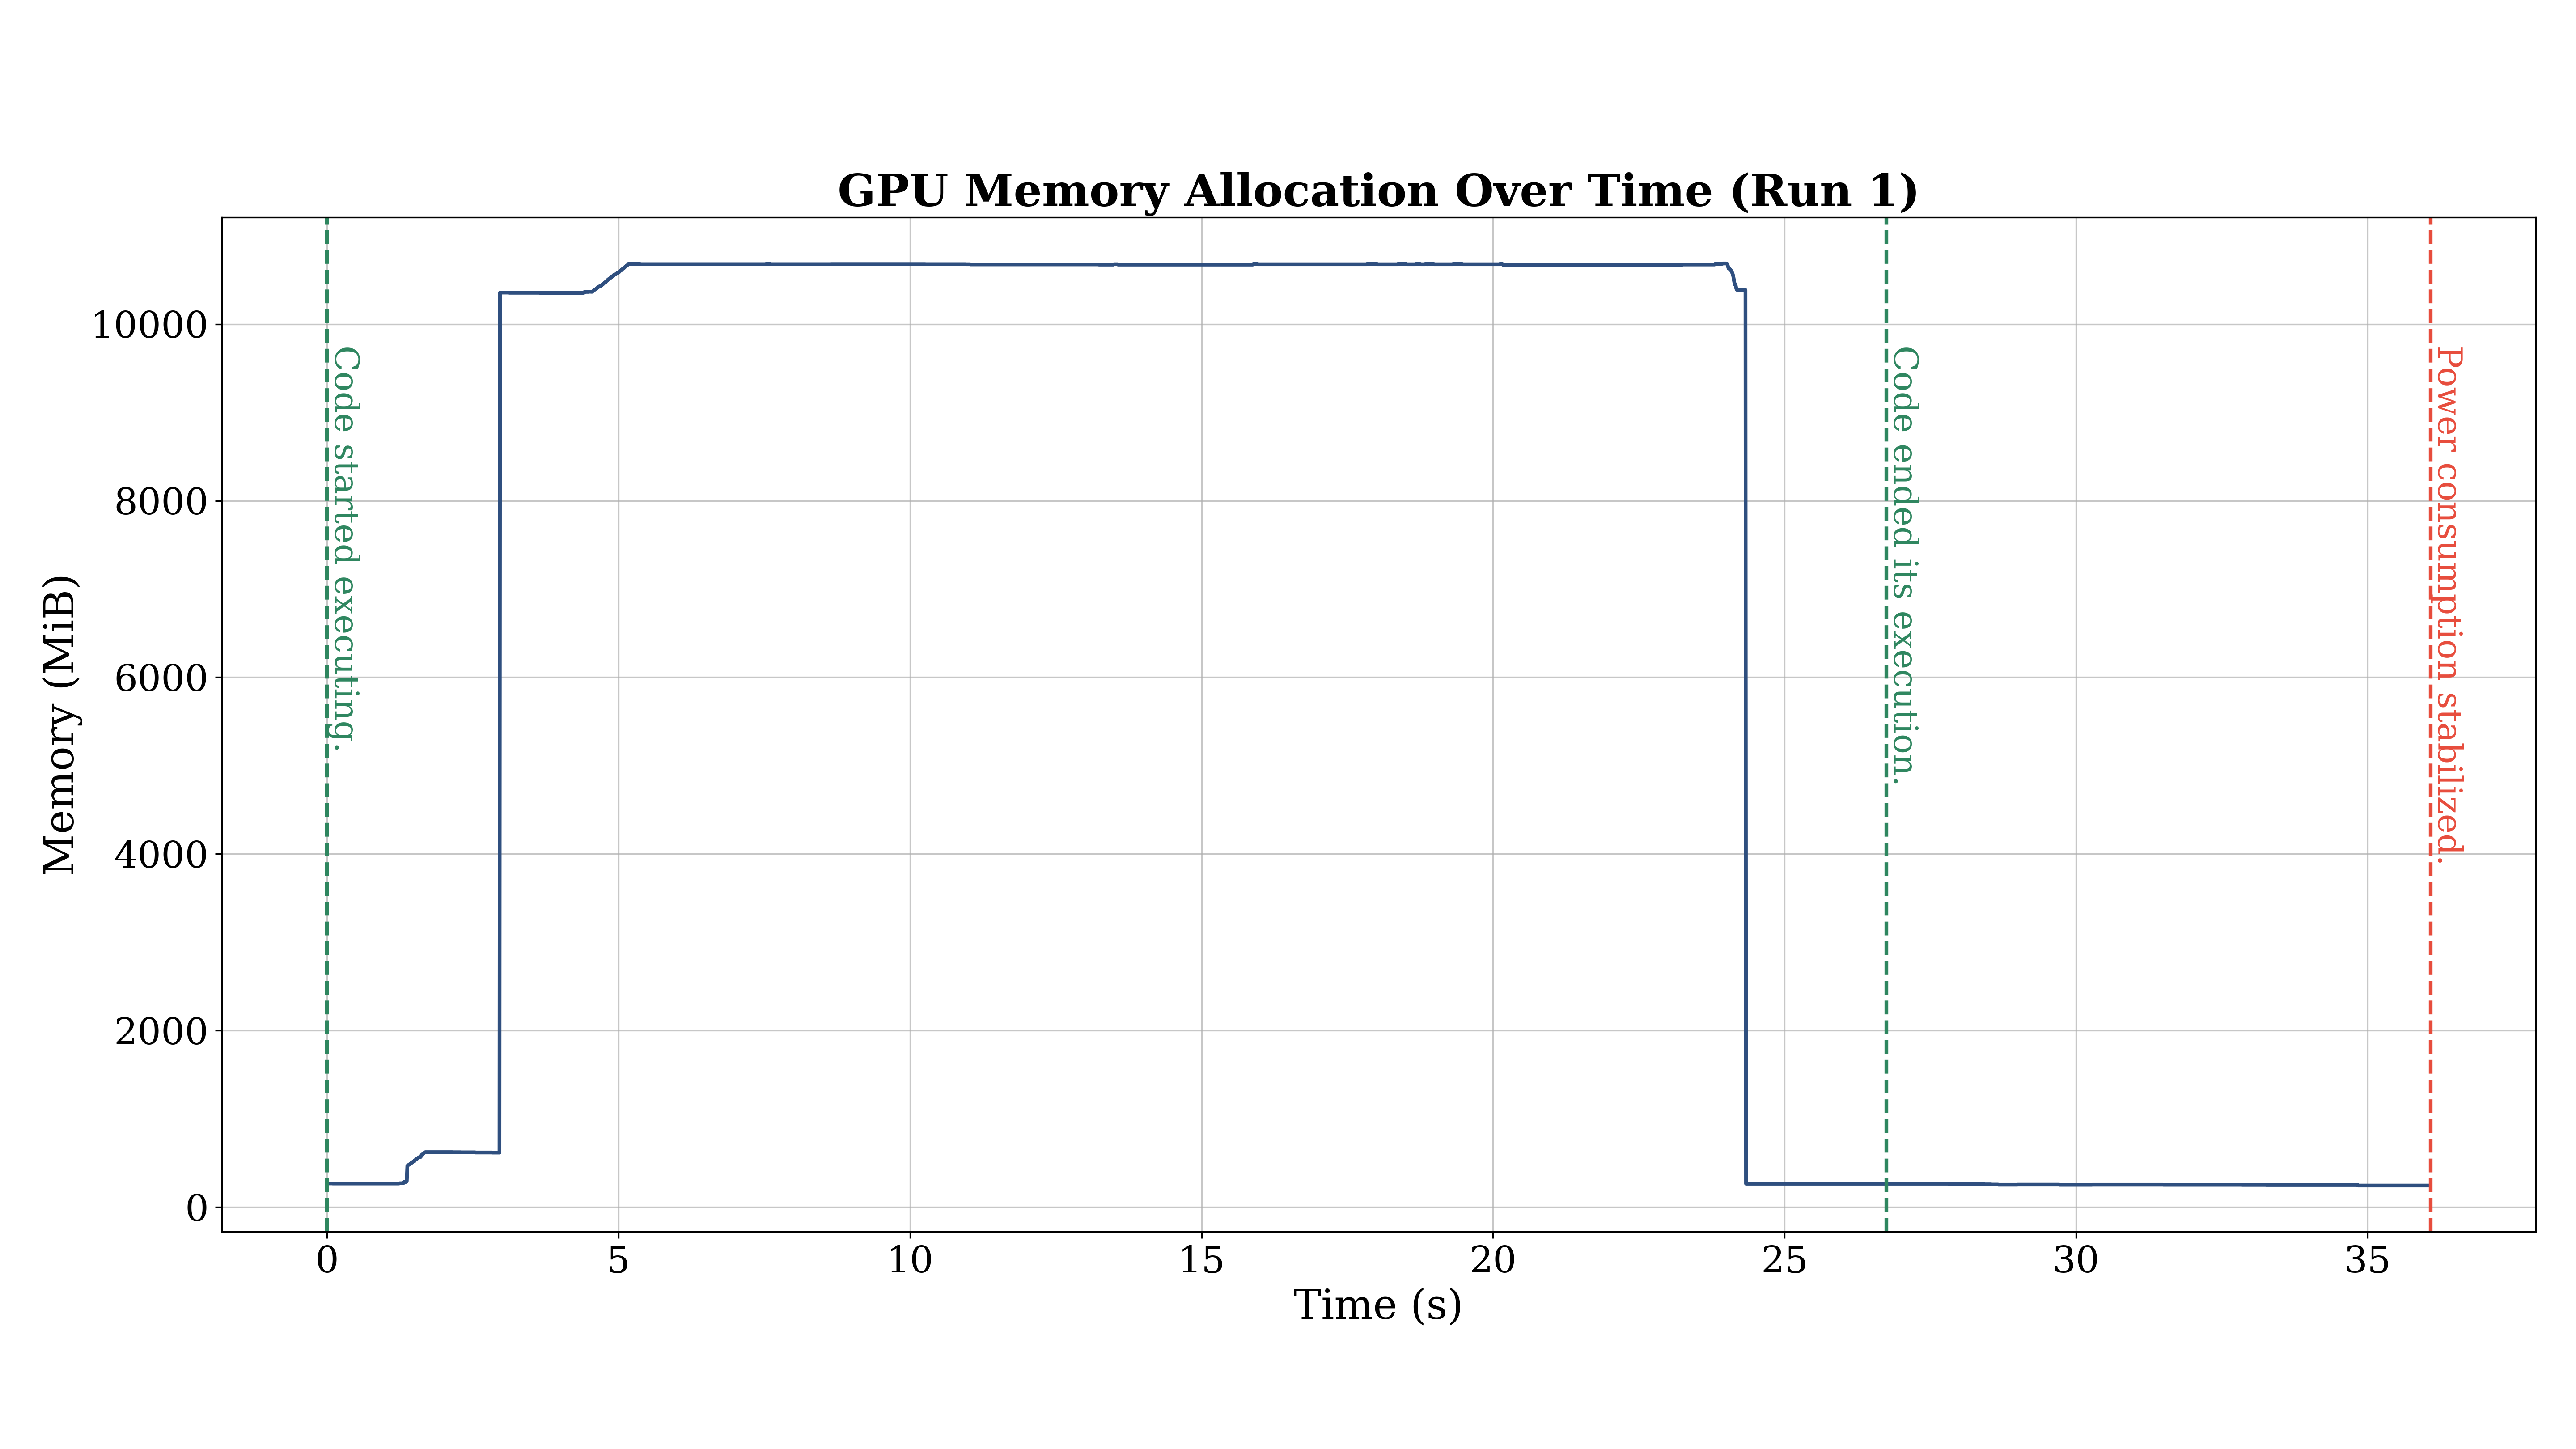 GPU Memory Allocation Over Time (Run 1)
Memory (MiB)
10000
8000
6000
4000
2000
0
Code started executing.
Code ended its execution.
Power consumption stabilized.
0 5 10 15 20 25 30 35
Time (s)